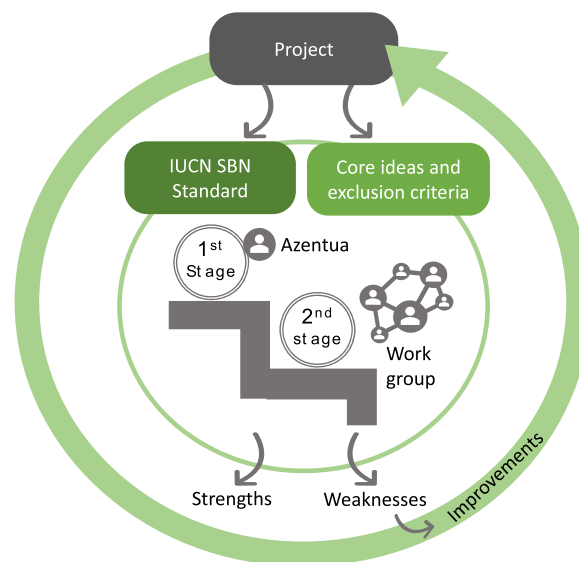 Project
IUCN SBN
Standard
Core ideas and
exclusion criteria
1st
Stage
Azentua
2nd
stage
Work
group
Strengths
Weaknesses
Improvements